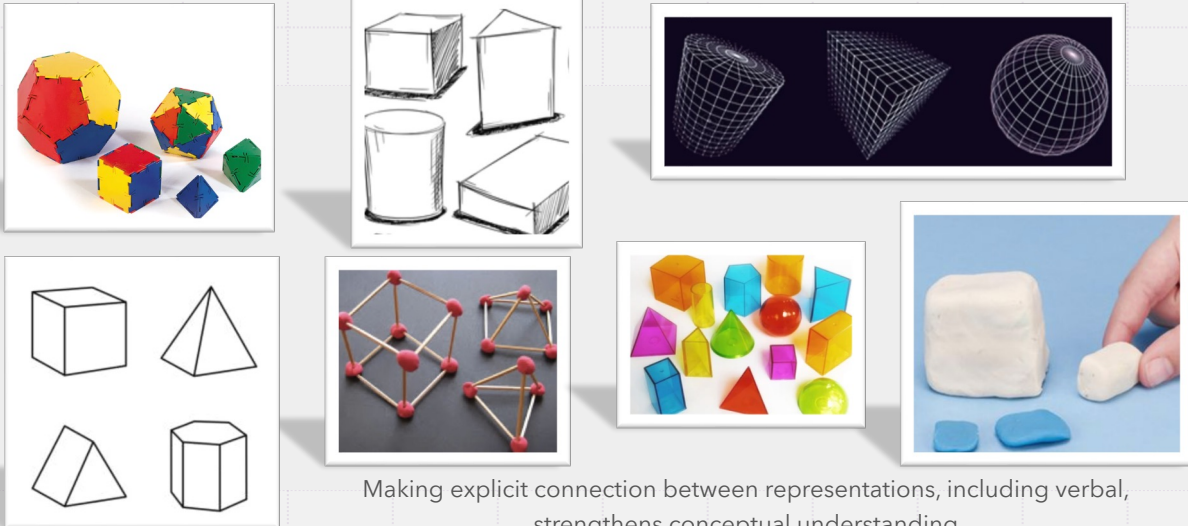 Making explicit connection between representations, including verbal,
strengthens conceptual understanding